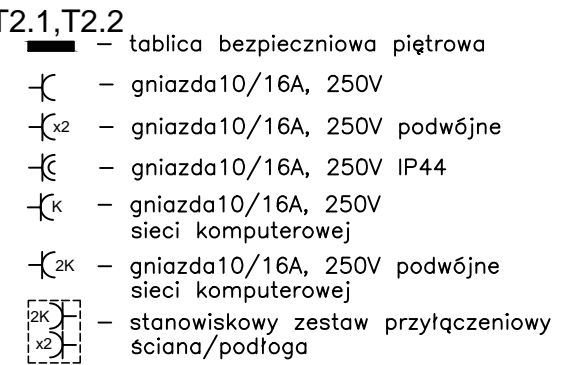 T2.1,T2.2
– tablica bezpieczniowa piętrowa
– gniazda10/16A, 250V
x2 – gniazda10/16A, 250V podwójne
– gniazda10/16A, 250V IP44
K – gniazda10/16A, 250V
sieci komputerowej
2K – gniazda10/16A, 250V podwójne
sieci komputerowej
2K – stanowiskowy zestaw przyłączeniowy
x2 ściana/podłoga